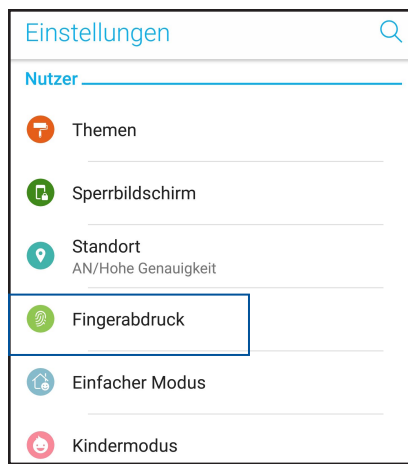 Einstellungen
Nutzer
Themen
Sperrbildschirm
Standort
AN/Hohe Genauigkeit
Fingerabdruck
Einfacher Modus
Kindermodus